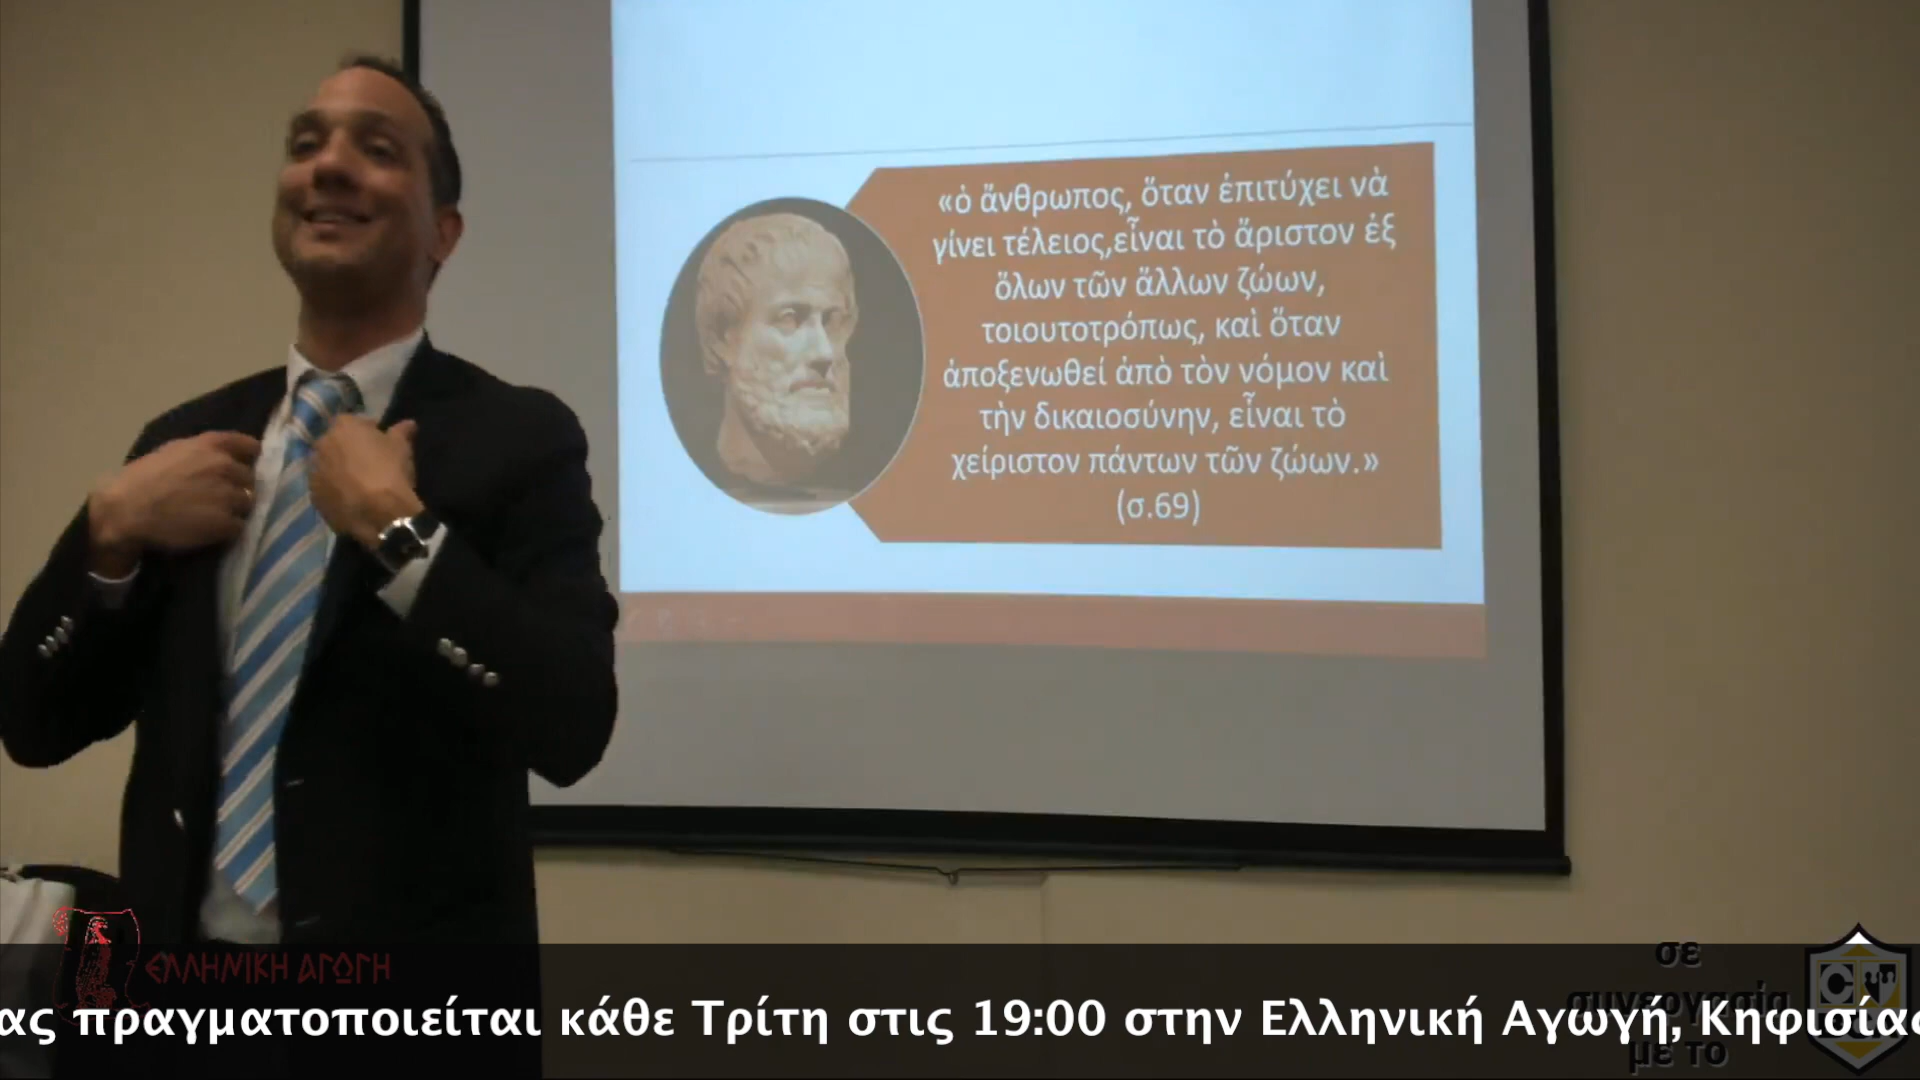 «ὁ ἄνθρωπος, ὅταν ἐπιτύχει νὰ
γίνει τέλειος,εἶναι τὸ ἄριστον ἐξ
ὅλων τῶν ἄλλων ζώων,
τοιουτοτρόπως, καὶ ὅταν
ἀποξενωθεί ἀπὸ τὸν νόμον καὶ
τὴν δικαιοσύνην, εἶναι τὸ
χείριστον πάντων τῶν ζώων.»
(σ.69)
ΕΛΛΗΝΙΚΗ ΑΓΩΓΗ
σε
συνεργασία
με το
ας πραγματοποιείται κάθε Τρίτη στις 19:00 στην Ελληνική Αγωγή, Κηφισίας